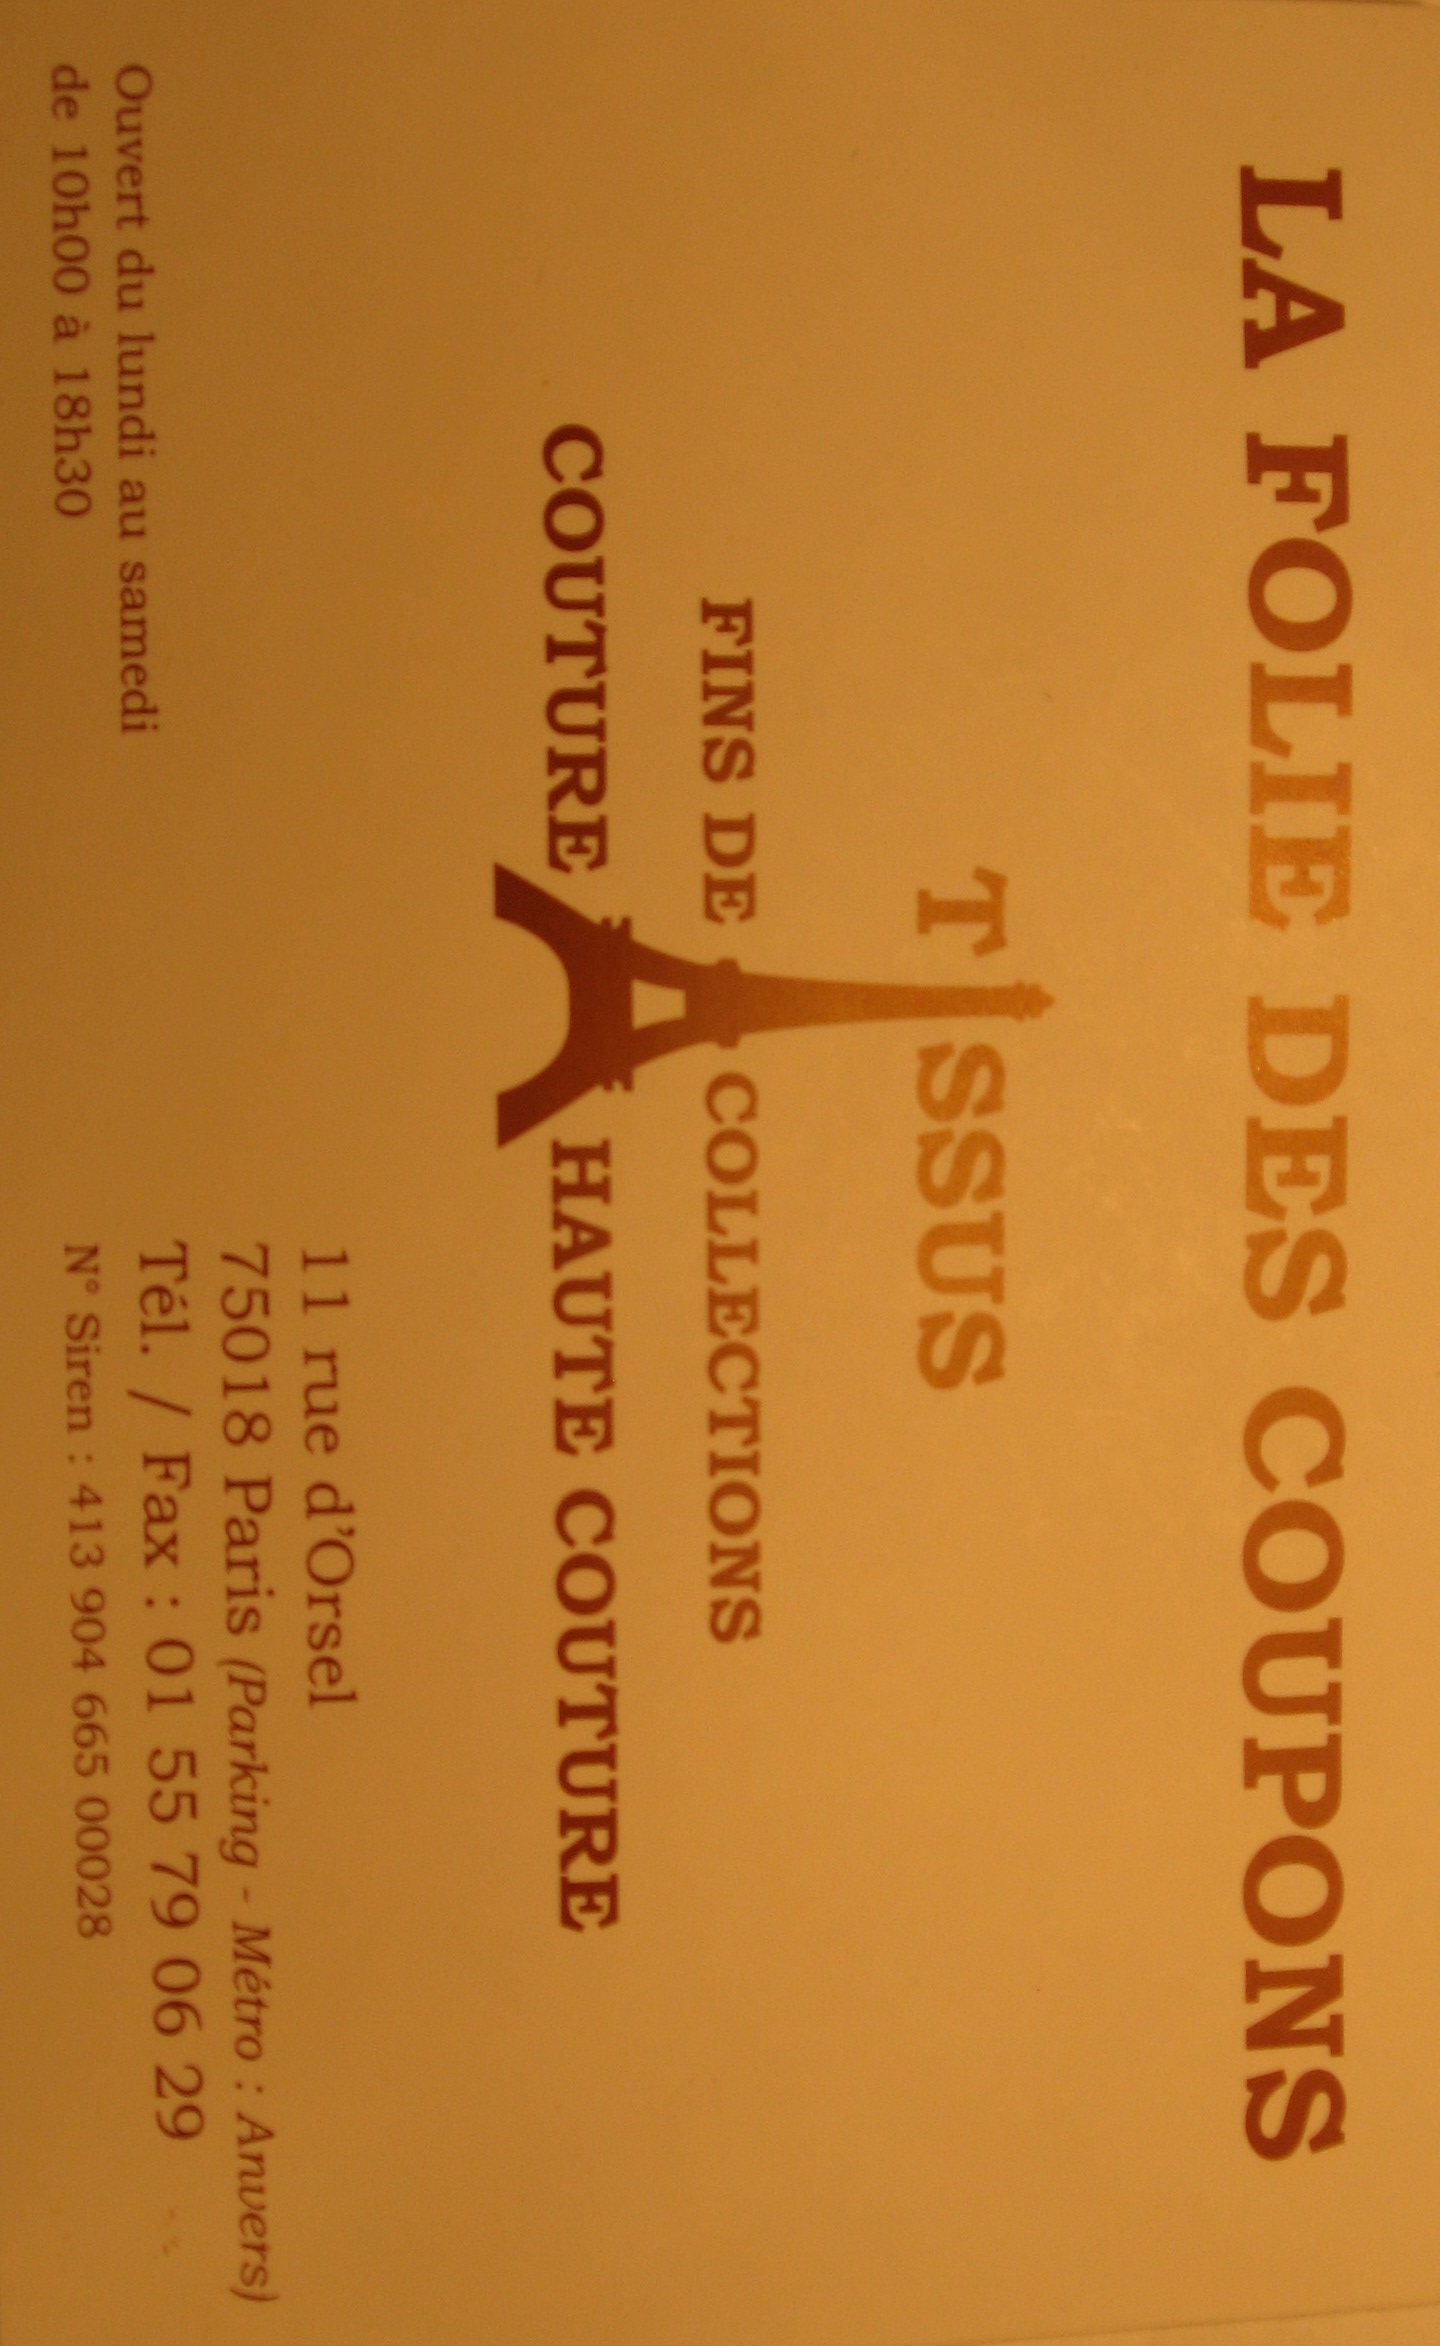 LA FOLIE DES COUPONS
TISSUS
FINS DE COLLECTIONS
COUTURE HAUTE COUTURE
11 rue d'Orsel
75018 Paris (Parking - Métro : Anvers)
Tél. / Fax : 01 55 79 06 29
N° Siren : 413 904 665 00028
Ouvert du lundi au samedi
de 10h00 à 18h30